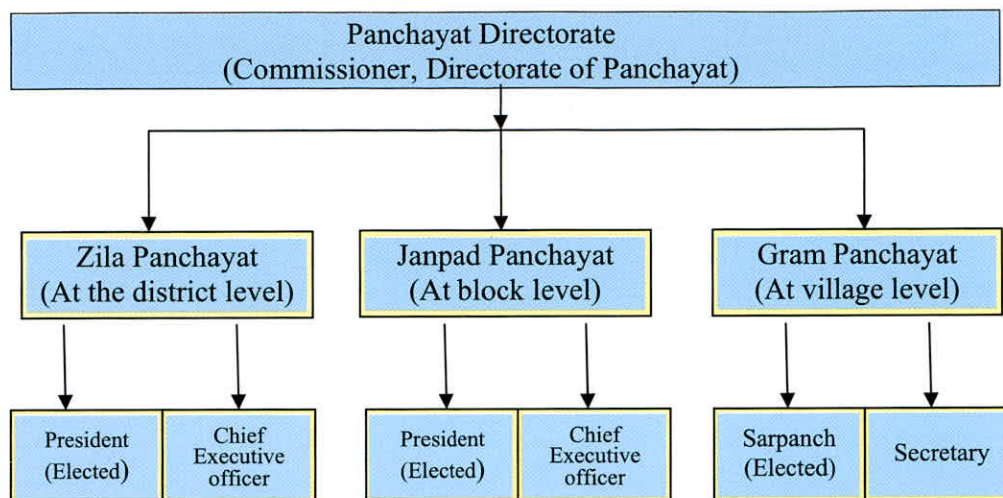 Panchayat Directorate
(Commissioner, Directorate of Panchayat)
Zila Panchayat
(At the district level)
Janpad Panchayat
(At block level)
Gram Panchayat
(At village level)
President
(Elected)
Chief
Executive
officer
President
(Elected)
Chief
Executive
officer
Sarpanch
(Elected)
Secretary